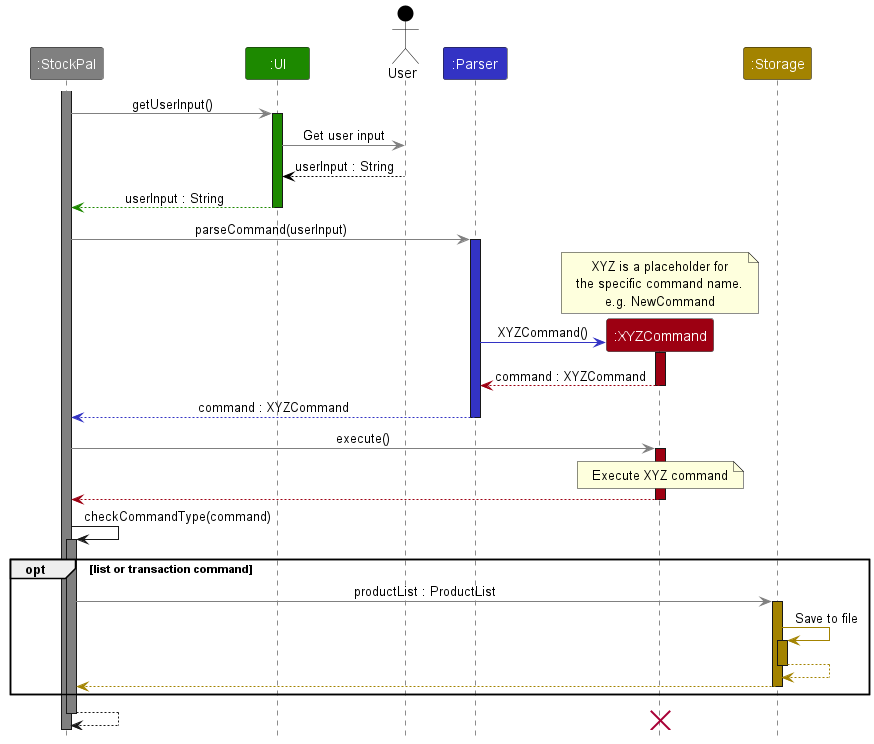 :StockPal
:UI
User
:Parser
:Storage
getUserInput()
Get user input
userInput : String
userInput : String
parseCommand(userInput)
XYZ is a placeholder for
the specific command name.
e.g. NewCommand
XYZCommand()
:XYZCommand
command : XYZCommand
command : XYZCommand
execute()
Execute XYZ command
checkCommandType(command)
opt
[list or transaction command]
productList : ProductList
Save to file